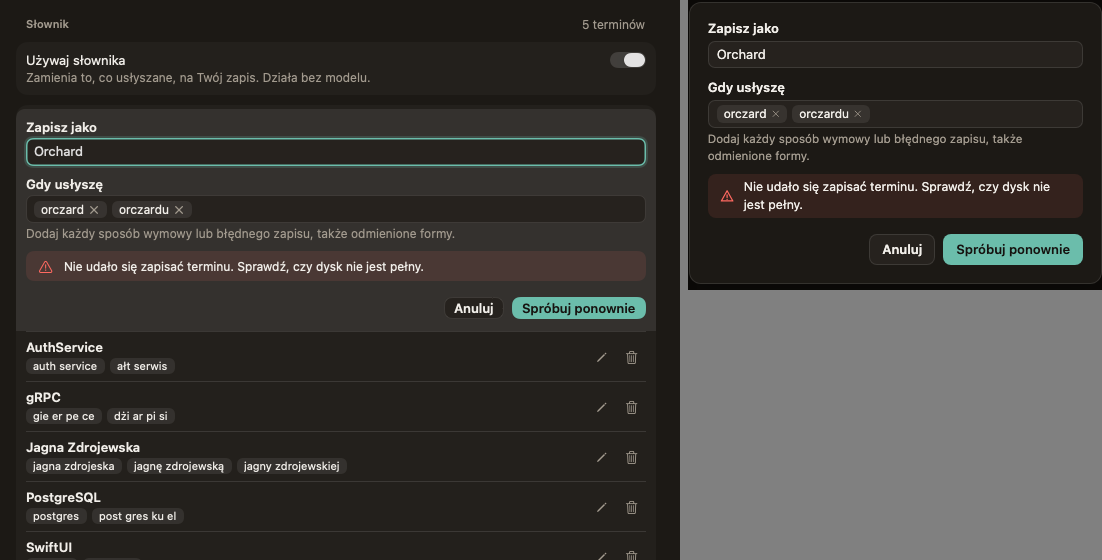 Słownik
5 terminów
Używaj słownika
Zamienia to, co usłyszane, na Twój zapis. Działa bez modelu.
Zapisz jako
Orchard
Gdy usłyszę
orczard orczardu
Dodaj każdy sposób wymowy lub błędnego zapisu, także odmienione formy.
Nie udało się zapisać terminu. Sprawdź, czy dysk nie jest pełny.
Anuluj Spróbuj ponownie
AuthService
auth service ałt serwis
gRPC
gie er pe ce dżi ar pi si
Jagna Zdrojewska
jagna zdrojeska jagnę zdrojewską jagny zdrojewskiej
PostgreSQL
postgres post gres ku el
SwiftUI
Zapisz jako
Orchard
Gdy usłyszę
orczard orczardu
Dodaj każdy sposób wymowy lub błędnego zapisu, także
odmienione formy.
Nie udało się zapisać terminu. Sprawdź, czy dysk nie
jest pełny.
Anuluj Spróbuj ponownie